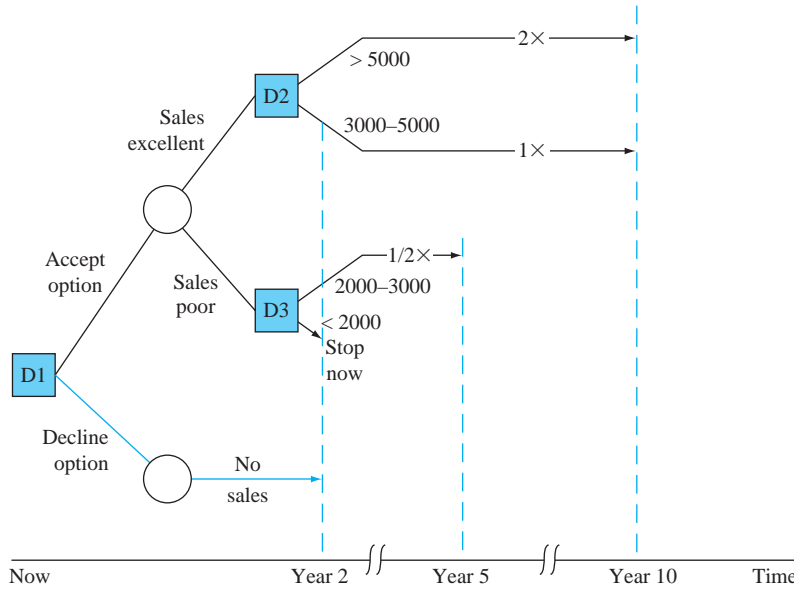 2×
> 5000
D2
Sales
excellent
3000–5000
1×
Accept
option
Sales
poor
1/2×
2000–3000
D3
< 2000
Stop
now
D1
Decline
option
No
sales
Now
Year 2
Year 5
Year 10
Time